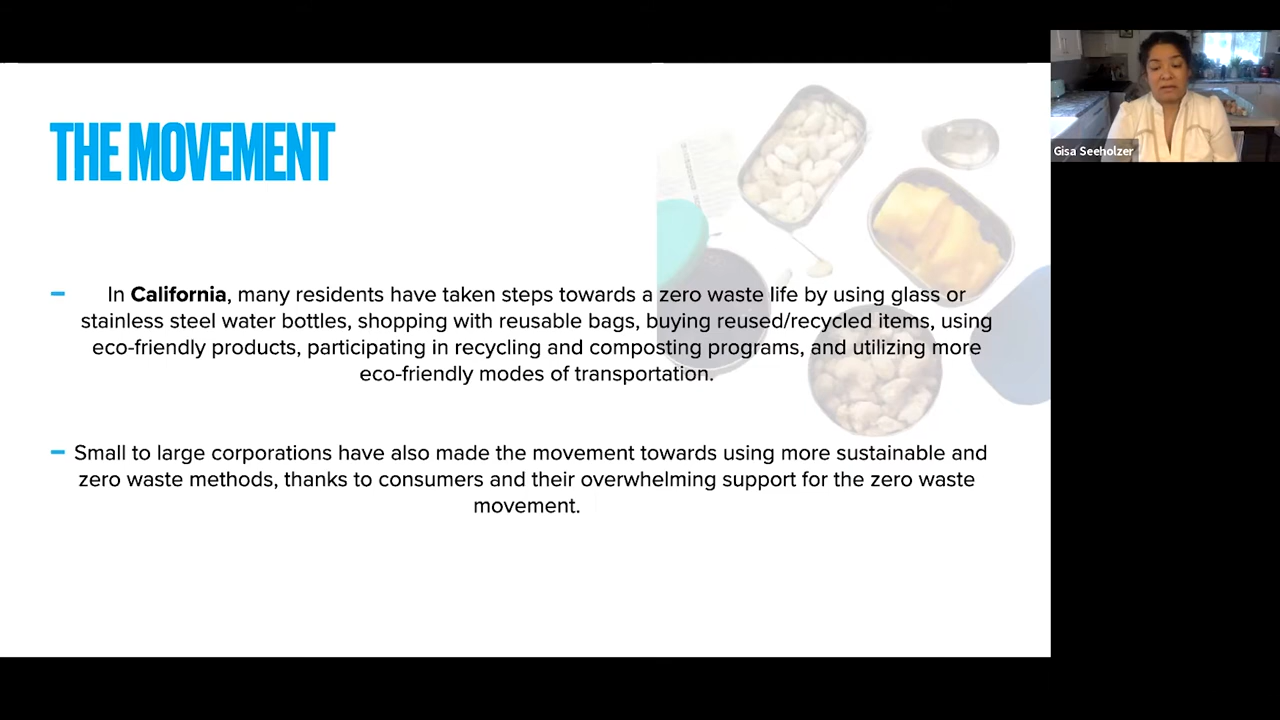 THE MOVEMENT
Gisa Seeholzer
– In California, many residents have taken steps towards a zero waste life by using glass or
stainless steel water bottles, shopping with reusable bags, buying reused/recycled items, using
eco-friendly products, participating in recycling and composting programs, and utilizing more
eco-friendly modes of transportation.
– Small to large corporations have also made the movement towards using more sustainable and
zero waste methods, thanks to consumers and their overwhelming support for the zero waste
movement.